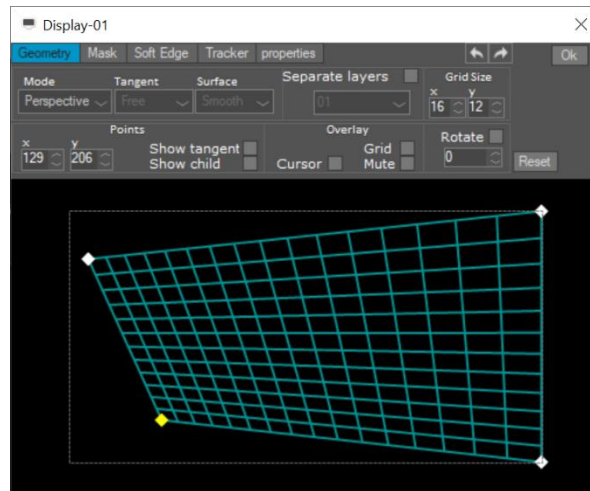 Display-01
Geometry Mask Soft Edge Tracker properties Ok
Mode Tangent Surface Separate layers Grid Size
x y
Perspective Free Smooth 01 16 12
Points Overlay Rotate
x y Show tangent Grid
129 206 Show child Cursor Mute 0 Reset